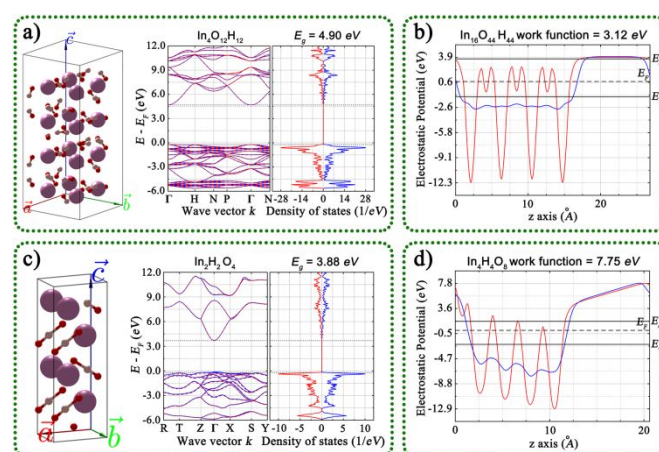 a)
c
a
b
In4O12H12
Eg = 4.90 eV
E - EF (eV)
12.0
9.0
6.0
3.0
0.0
-3.0
-6.0
Γ H N P Γ N
Wave vector k
-28 -14 0 14 28
Density of states (1/eV)
b)
In16O44H44 work function = 3.12 eV
Electrostatic Potential (eV)
3.9
0.6
-2.6
-5.9
-9.1
-12.3
EF
0 10 20
z axis (Å)
c)
c
a
b
In2H2O4
Eg = 3.88 eV
E - EF (eV)
12.0
9.0
6.0
3.0
0.0
-3.0
-6.0
R T Z Γ X S Y
Wave vector k
-10 -5 0 5 10
Density of states (1/eV)
d)
In4H4O8 work function = 7.75 eV
Electrostatic Potential (eV)
7.8
3.6
-0.5
-4.7
-8.8
-12.9
EF
0 5 10 15 20
z axis (Å)